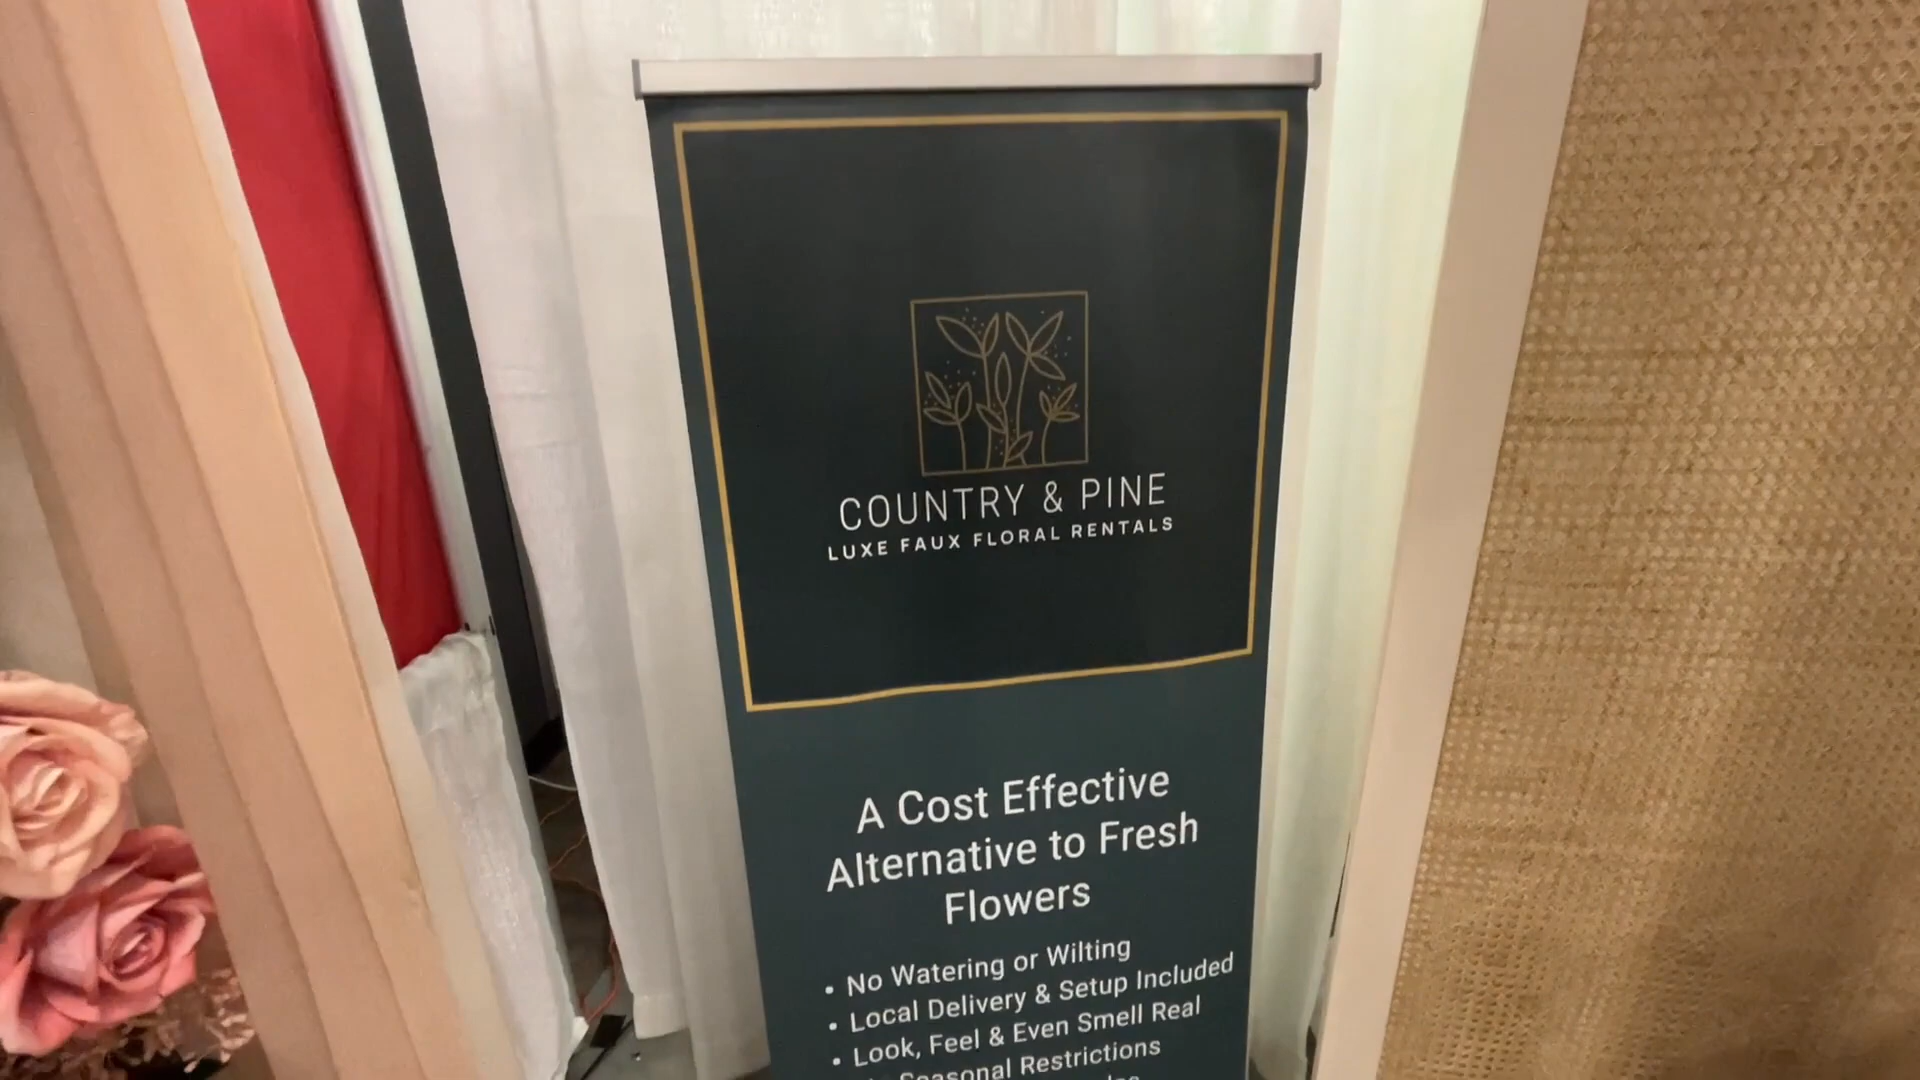 COUNTRY & PINE
LUXE FAUX FLORAL RENTALS
A Cost Effective
Alternative to Fresh
Flowers
• No Watering or Wilting
• Local Delivery & Setup Included
• Look, Feel & Even Smell Real
Seasonal Restrictions